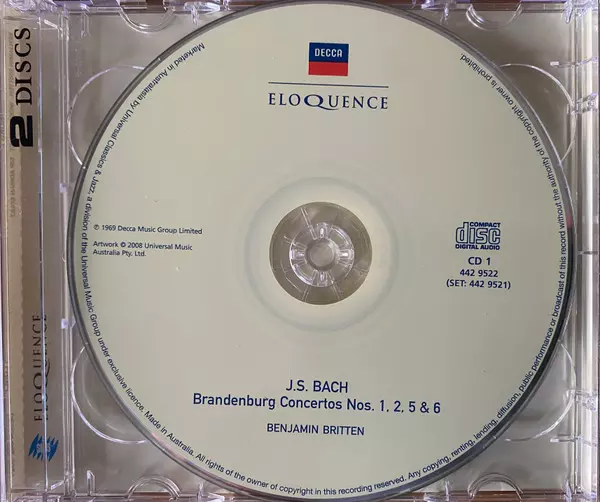 2 DISCS
ELOQUENCE
DECCA
ELOQUENCE
℗ 1969 Decca Music Group Limited
Artwork © 2008 Universal Music
Australia Pty. Ltd.
COMPACT
disc
DIGITAL AUDIO
CD 1
442 9522
(SET: 442 9521)
J.S. BACH
Brandenburg Concertos Nos. 1, 2, 5 & 6
BENJAMIN BRITTEN
Marketed in Australasia by Universal Classics & Jazz, a division of the Universal Music Group under exclusive licence. Made in Australia. All rights of the owner of copyright in this record reserved. Any copying, renting, lending, diffusion, public performance or broadcast of this record without the authority of the copyright owner is prohibited.